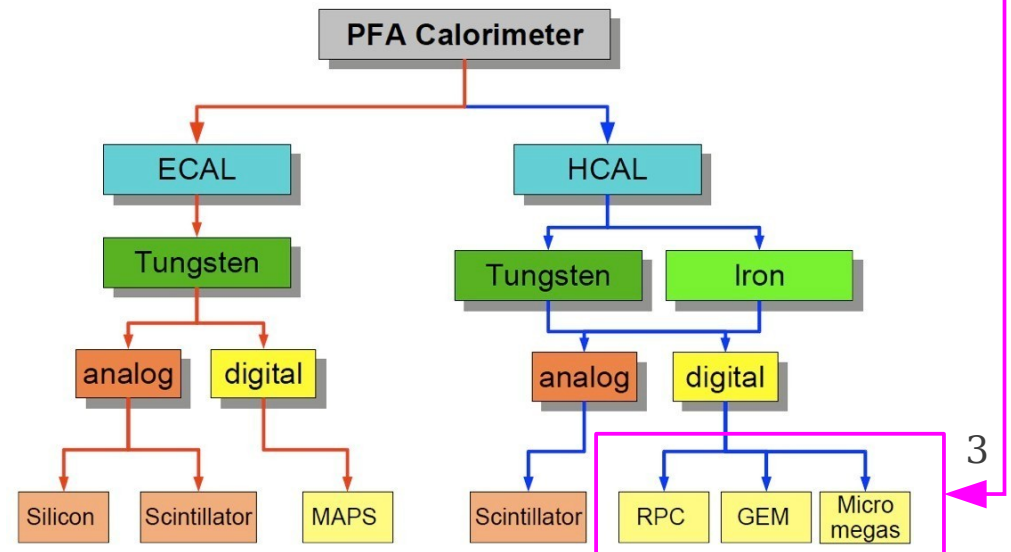 PFA Calorimeter
ECAL
HCAL
Tungsten
Tungsten
Iron
analog
digital
analog
digital
3
Silicon
Scintillator
MAPS
Scintillator
RPC
GEM
Micro
megas